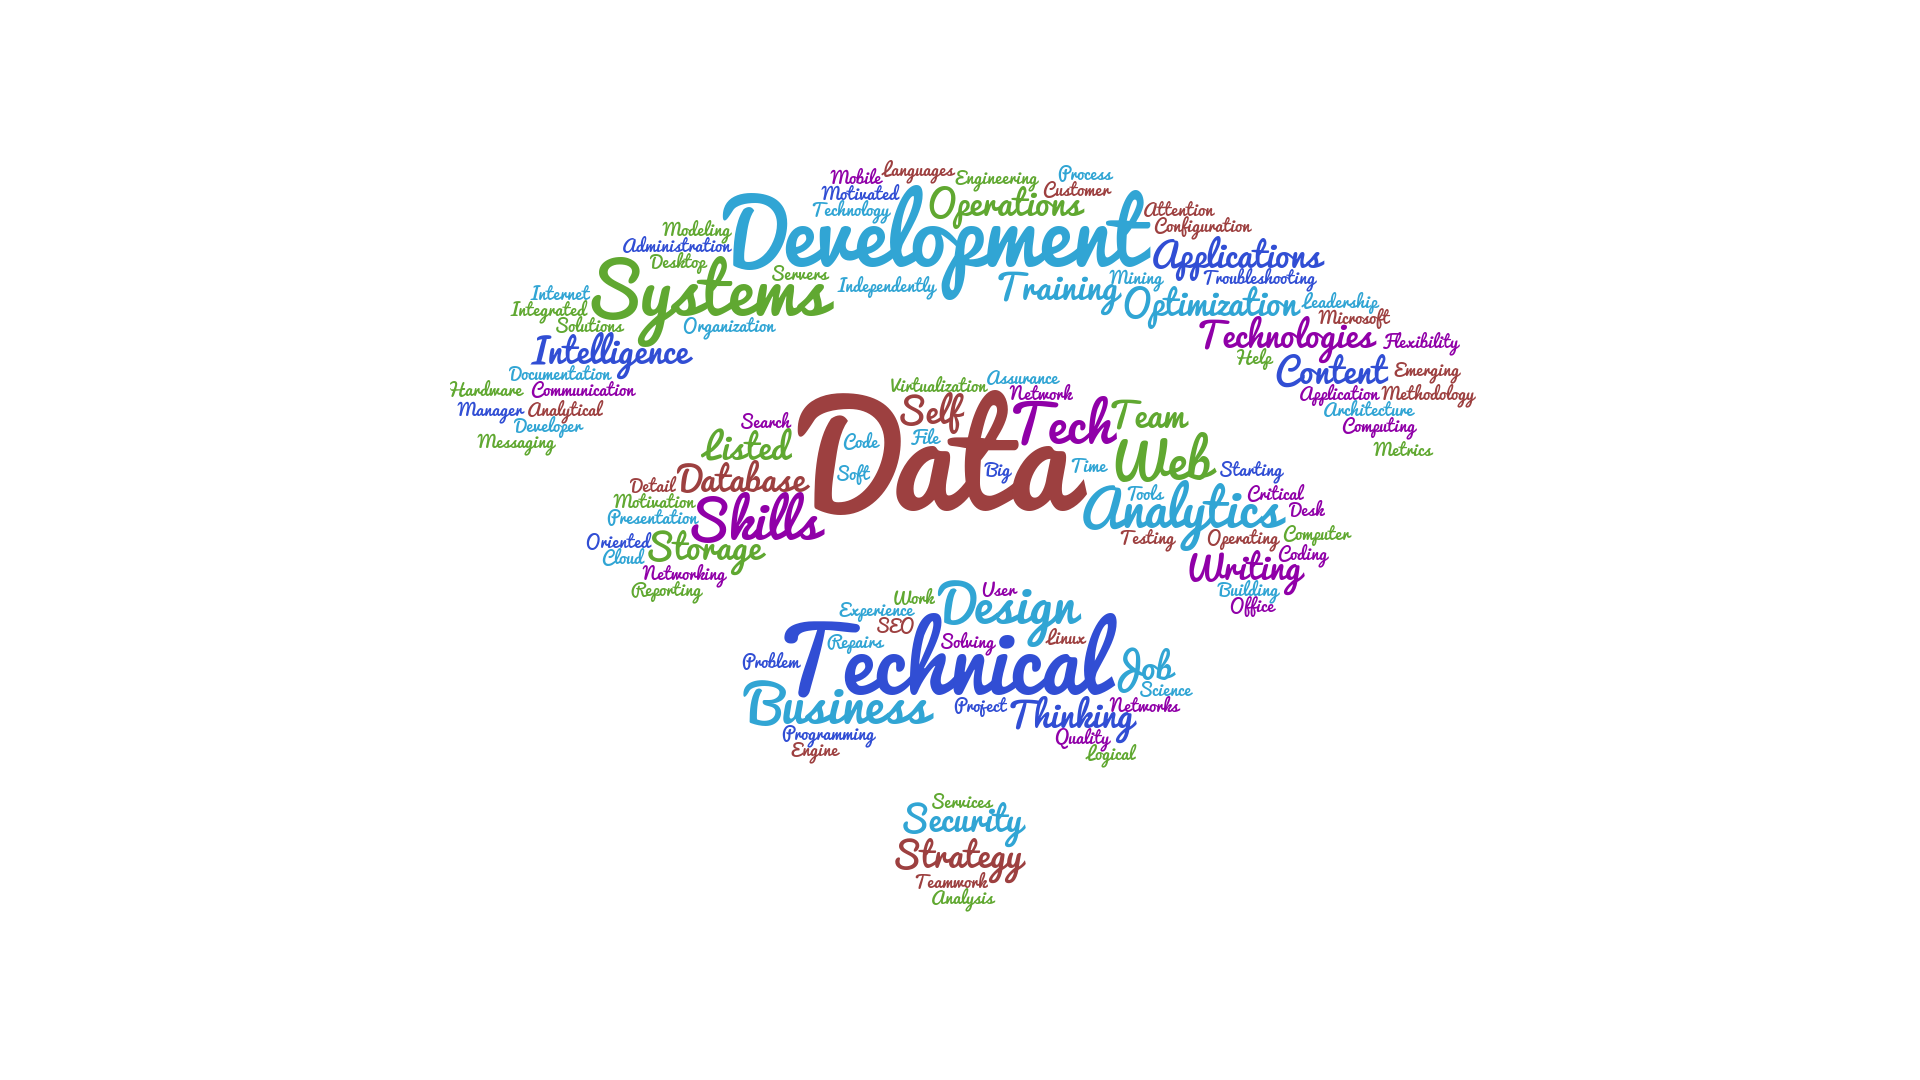 Mobile Languages Engineering Process
Motivated Operations Customer
Technology Development Attention
Modeling Configuration
Administration Applications
Desktop Servers Independently Training Mining Troubleshooting
Systems Optimization Leadership
Internet
Integrated Microsoft
Solutions Organization Technologies Flexibility
Intelligence Help
Documentation Content Emerging
Hardware Communication Application Methodology
Manager Analytical Architecture
Developer Computing
Messaging Metrics
Virtualization Assurance
Self Network
Search Tech Team
Listed Code File
Data Web
Database Soft Big Time Starting
Detail Tools Critical
Motivation Analytics Desk
Presentation Skills
Oriented Storage Testing Operating Computer
Cloud Coding
Networking Writing
Reporting Building
Office
Work Design User
Experience
SEO
Repairs Solving Linux
Problem Technical Job
Science
Business Project Thinking Networks
Programming Quality
Engine Logical
Services
Security
Strategy
Teamwork
Analysis